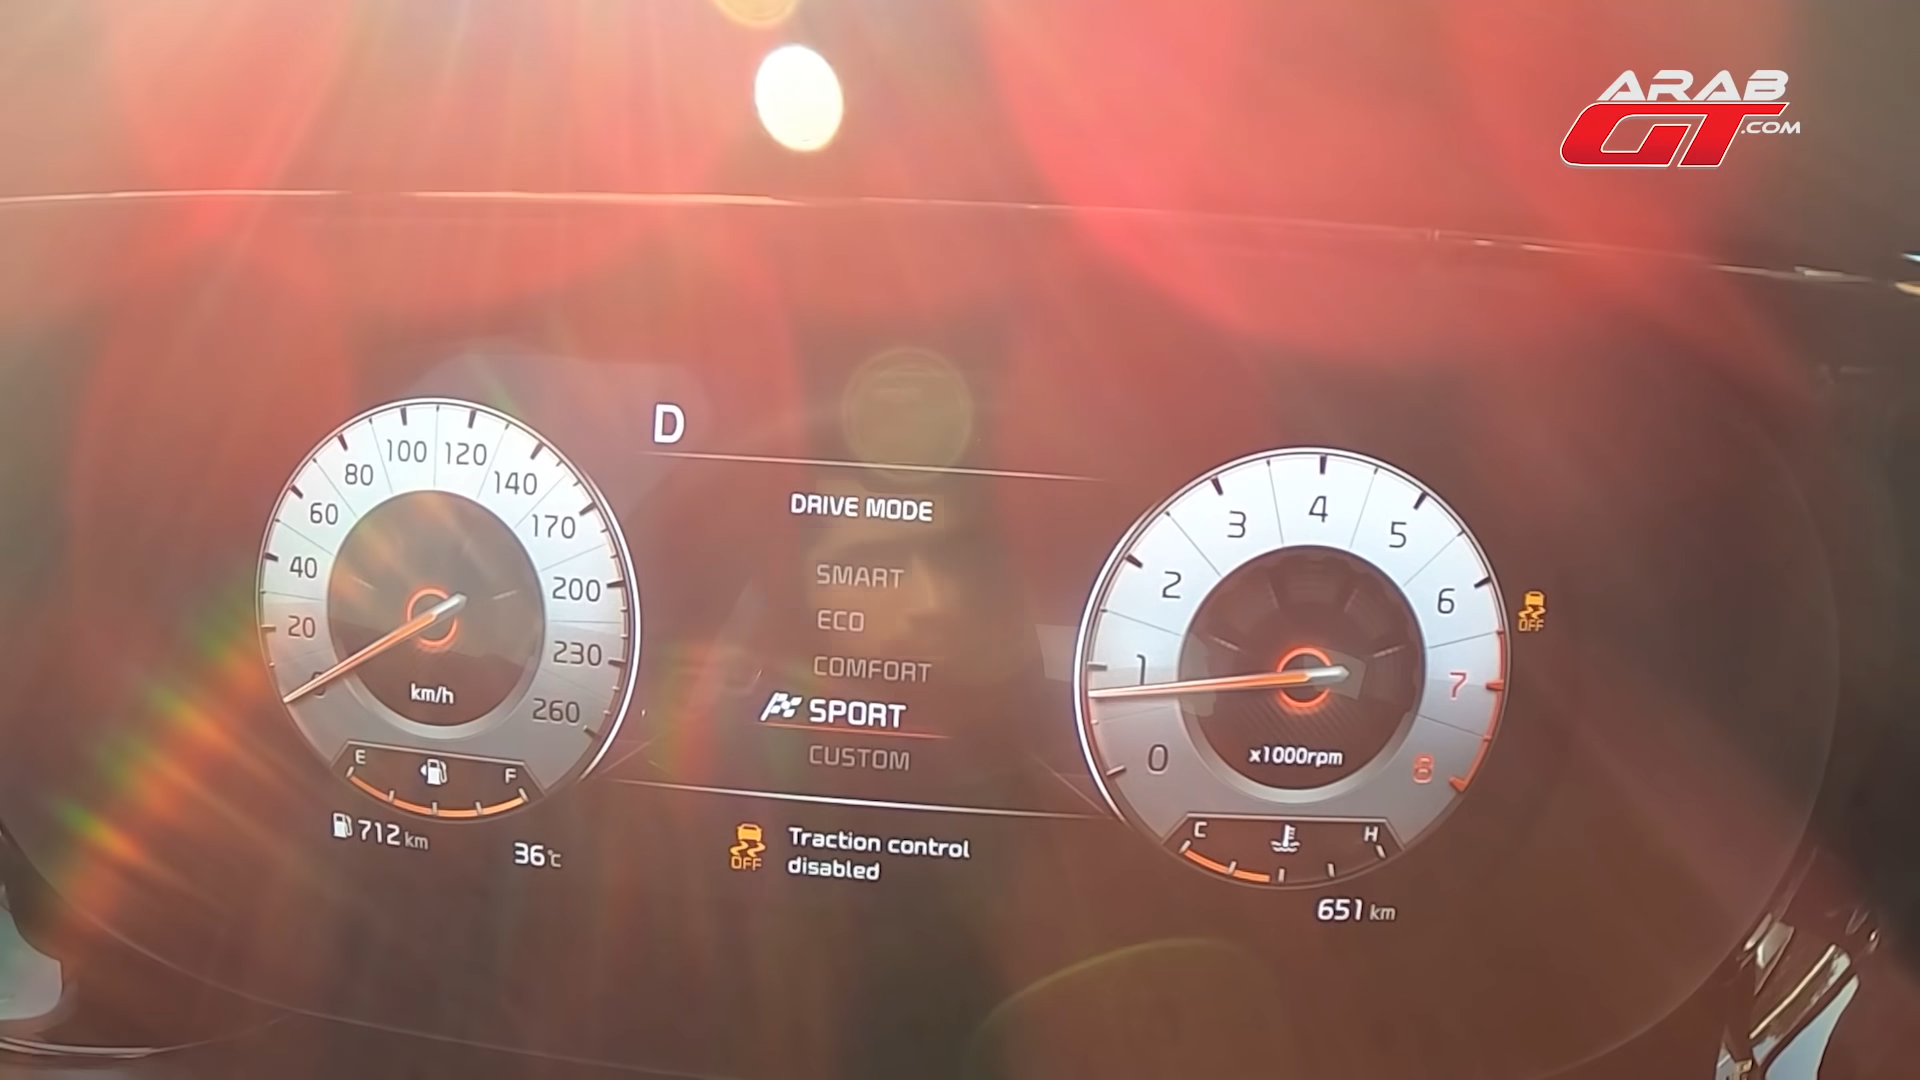 ARAB
GT.COM
D
DRIVE MODE
SMART
ECO
COMFORT
SPORT
CUSTOM
0
20
40
60
80
100
120
140
170
200
230
260
km/h
E
F
712 km
36°C
OFF
Traction control
disabled
0
1
2
3
4
5
6
7
8
x1000rpm
C
H
651 km
OFF